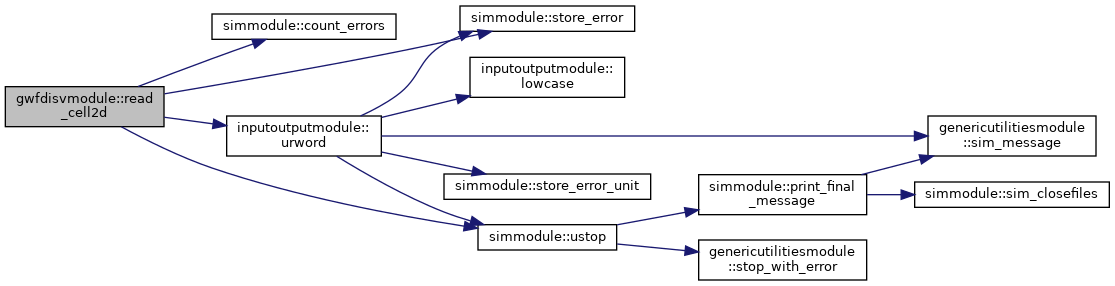 simmodule::count_errors
simmodule::store_error
gwfdisvmodule::read
_cell2d
inputoutputmodule::
lowcase
inputoutputmodule::
urword
genericutilitiesmodule
::sim_message
simmodule::store_error_unit
simmodule::print_final
_message
simmodule::sim_closefiles
simmodule::ustop
genericutilitiesmodule
::stop_with_error